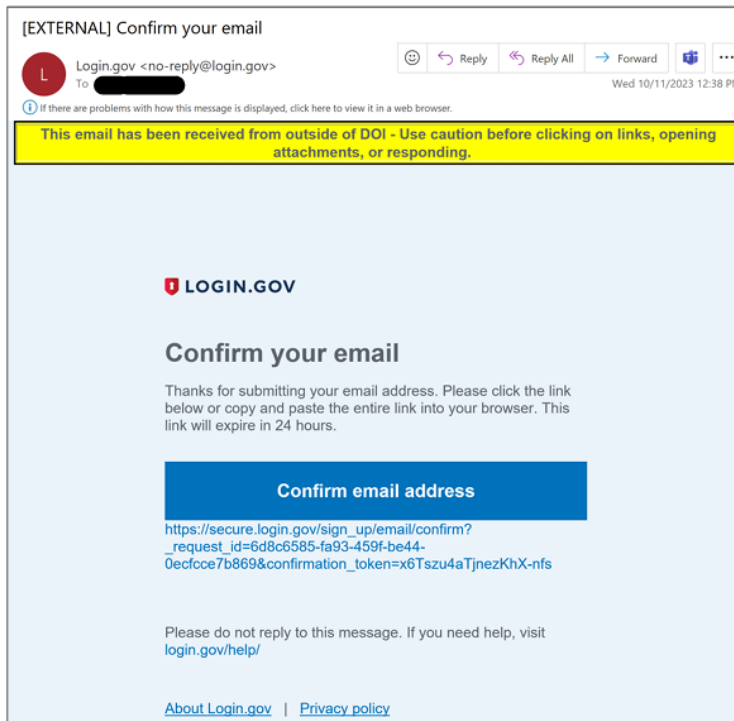 [EXTERNAL] Confirm your email
L
Login.gov <no-reply@login.gov>
To
Reply
Reply All
Forward
Wed 10/11/2023 12:38 PM
If there are problems with how this message is displayed, click here to view it in a web browser.
This email has been received from outside of DOI - Use caution before clicking on links, opening
attachments, or responding.
LOGIN.GOV
Confirm your email
Thanks for submitting your email address. Please click the link
below or copy and paste the entire link into your browser. This
link will expire in 24 hours.
Confirm email address
https://secure.login.gov/sign_up/email/confirm?
_request_id=6d8c6585-fa93-459f-be44-
0ecfcce7b869&confirmation_token=x6Tszu4aTjnezKhX-nfs
Please do not reply to this message. If you need help, visit
login.gov/help/
About Login.gov | Privacy policy